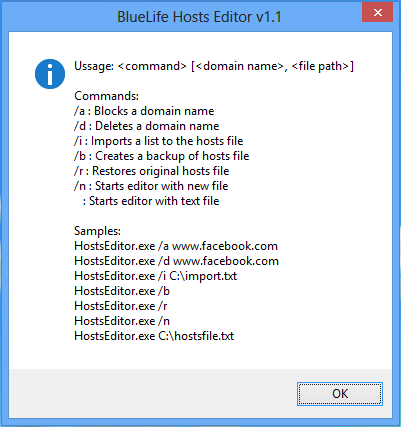 BlueLife Hosts Editor v1.1
Ussage: <command> [<domain name>, <file path>]
Commands:
/a : Blocks a domain name
/d : Deletes a domain name
/i : Imports a list to the hosts file
/b : Creates a backup of hosts file
/r : Restores original hosts file
/n : Starts editor with new file
: Starts editor with text file
Samples:
HostsEditor.exe /a www.facebook.com
HostsEditor.exe /d www.facebook.com
HostsEditor.exe /i C:\import.txt
HostsEditor.exe /b
HostsEditor.exe /r
HostsEditor.exe /n
HostsEditor.exe C:\hostsfile.txt
OK